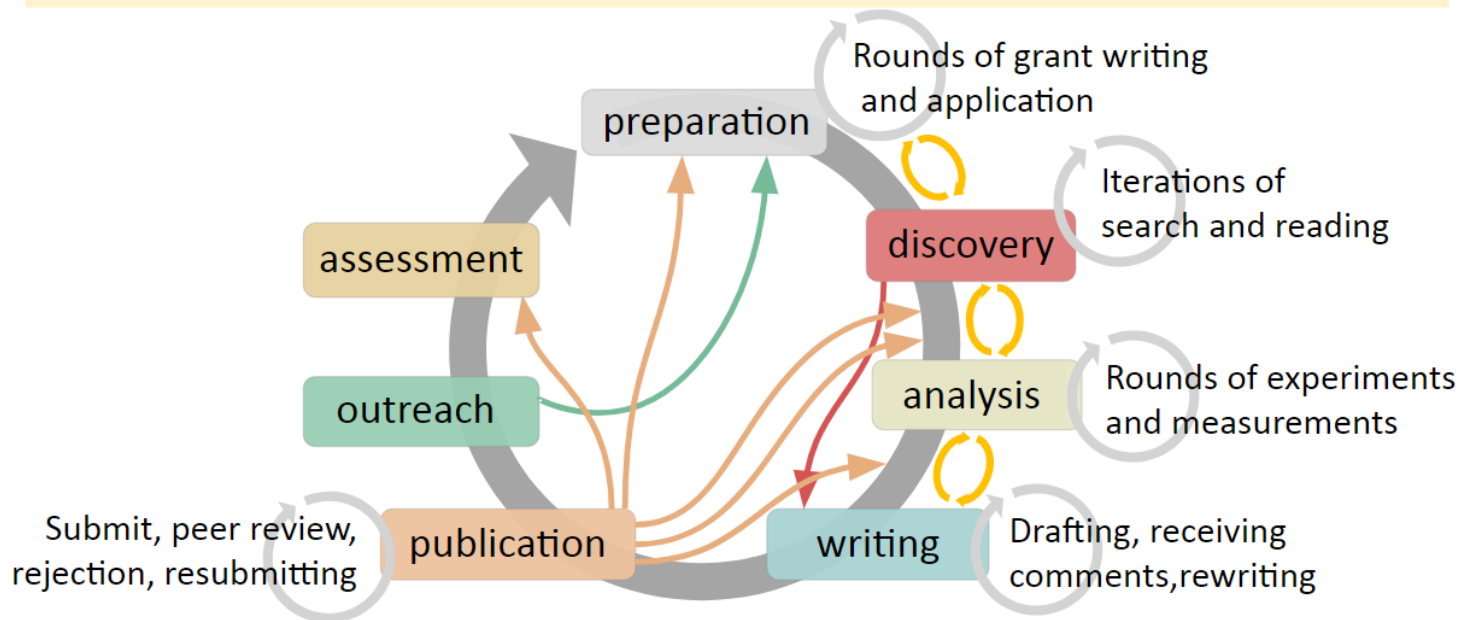 Rounds of grant writing
and application
preparation
Iterations of
search and reading
discovery
assessment
Rounds of experiments
and measurements
analysis
outreach
Submit, peer review,
rejection, resubmitting
publication
writing
Drafting, receiving
comments,rewriting